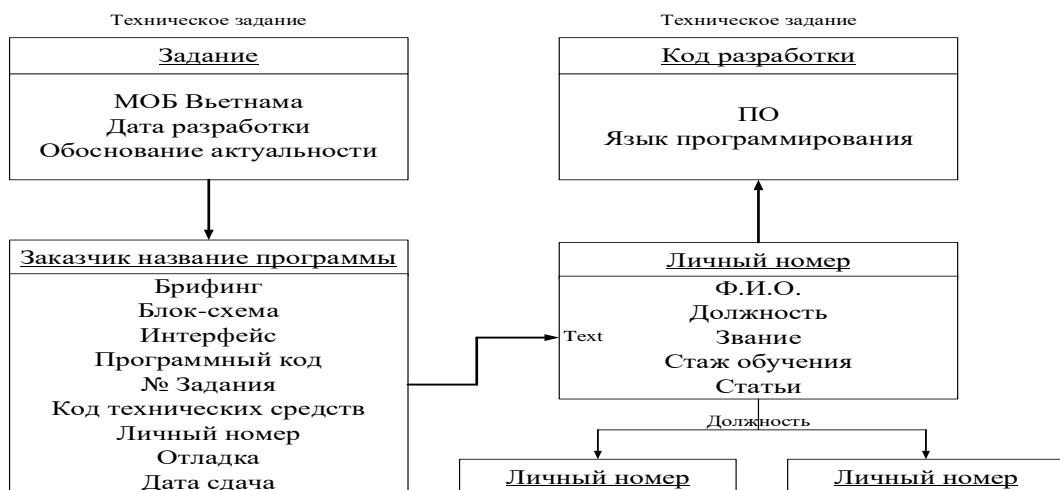 Техническое задание
Задание
МОБ Вьетнама
Дата разработки
Обоснование актуальности
Техническое задание
Код разработки
ПО
Язык программирования
Заказчик название программы
Брифинг
Блок-схема
Интерфейс
Программный код
№ Задания
Код технических средств
Личный номер
Отладка
Дата сдача
Text
Личный номер
Ф.И.О.
Должность
Звание
Стаж обучения
Статьи
Должность
Личный номер
Личный номер